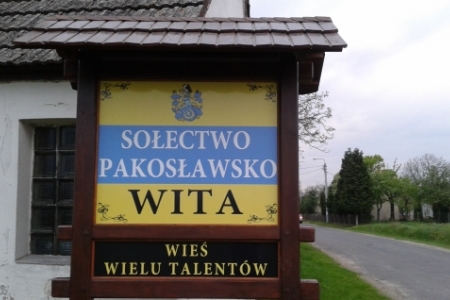 SOŁECTWO
PAKOSŁAWSKO
WITA
WIEŚ
WIELU TALENTÓW